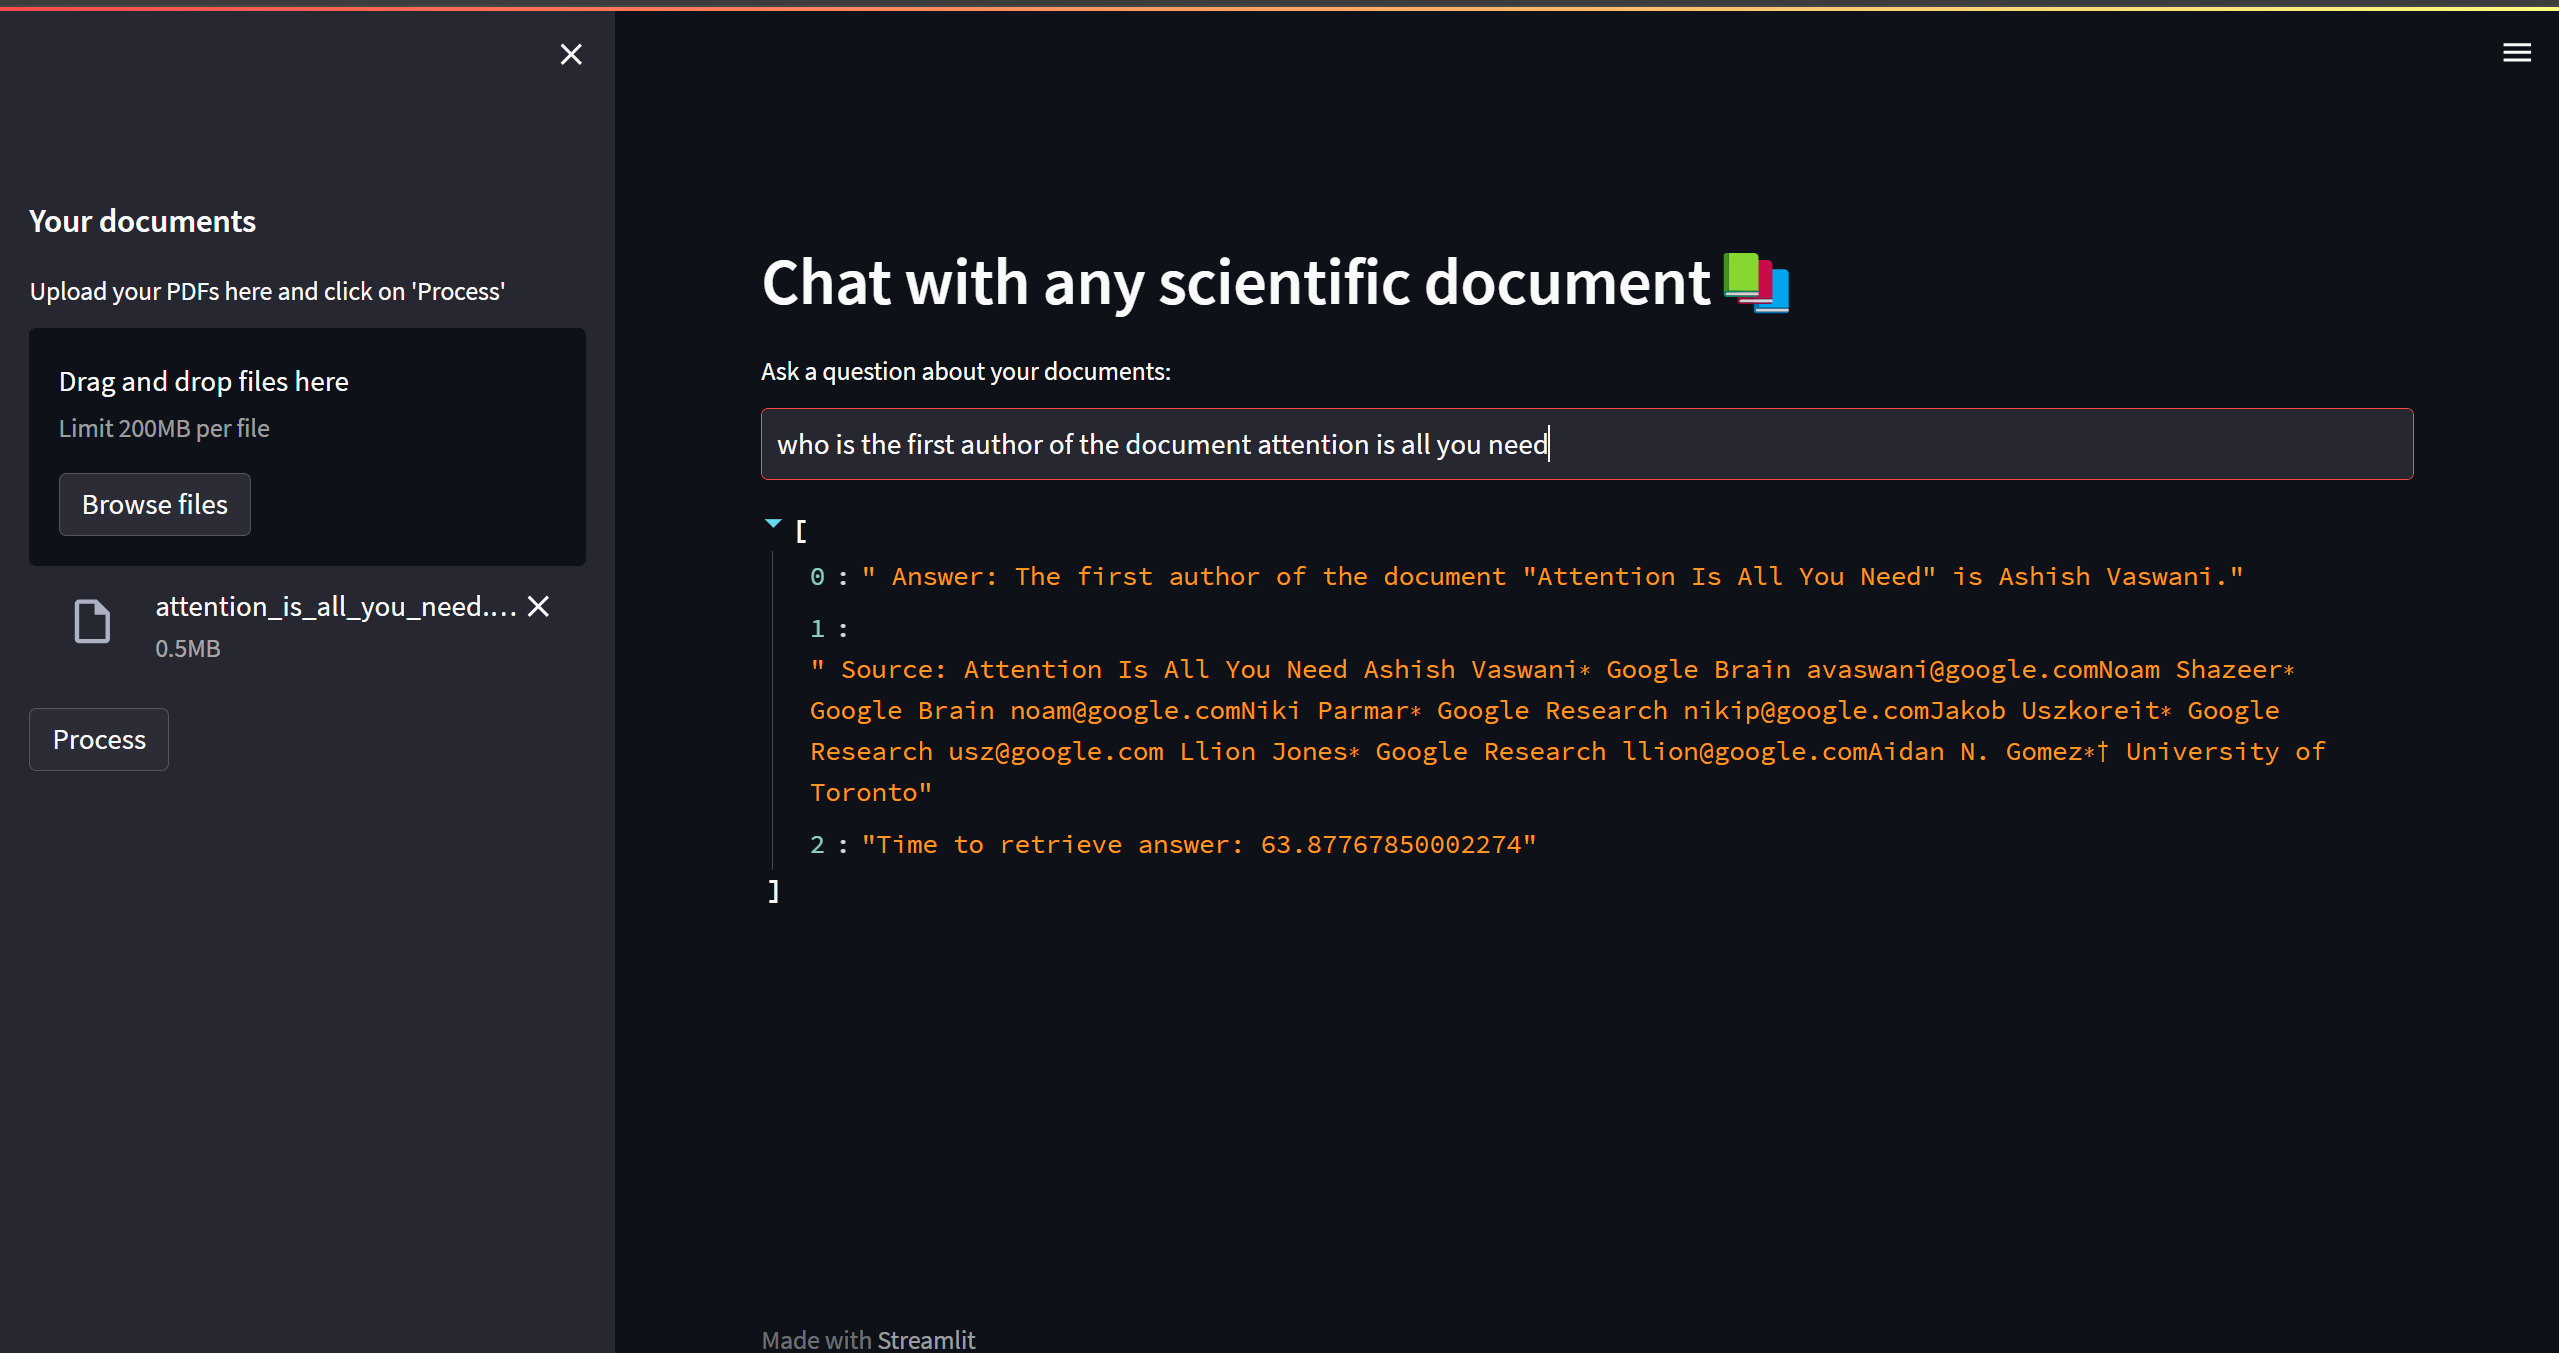 Your documents
Upload your PDFs here and click on 'Process'
Drag and drop files here
Limit 200MB per file
Browse files
attention_is_all_you_need.…
0.5MB
Process
Chat with any scientific document
Ask a question about your documents:
who is the first author of the document attention is all you need
[
0 : " Answer: The first author of the document "Attention Is All You Need" is Ashish Vaswani."
1 :
" Source: Attention Is All You Need Ashish Vaswani∗ Google Brain avaswani@google.comNoam Shazeer∗
Google Brain noam@google.comNiki Parmar∗ Google Research nikip@google.comJakob Uszkoreit∗ Google
Research usz@google.com Llion Jones∗ Google Research llion@google.comAidan N. Gomez∗† University of
Toronto"
2 : "Time to retrieve answer: 63.87767850002274"
]
Made with Streamlit